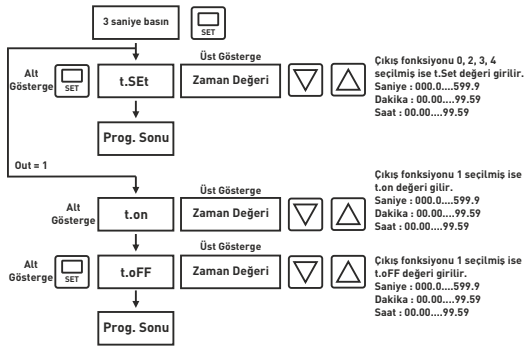 3 saniye basın
SET
Üst Gösterge
Alt
Gösterge
SET
t.SEt
Zaman Değeri
Çıkış fonksiyonu 0, 2, 3, 4
seçilmiş ise t.Set değeri girilir.
Saniye : 000.0....599.9
Dakika : 00.00....99.59
Saat : 00.00....99.59
Prog. Sonu
Out = 1
Üst Gösterge
Alt
Gösterge
t.on
Zaman Değeri
Çıkış fonksiyonu 1 seçilmiş ise
t.on değeri gilir.
Saniye : 000.0....599.9
Dakika : 00.00....99.59
Saat : 00.00....99.59
Üst Gösterge
Alt
Gösterge
SET
t.oFF
Zaman Değeri
Çıkış fonksiyonu 1 seçilmiş ise
t.oFF değeri girilir.
Saniye : 000.0....599.9
Dakika : 00.00....99.59
Saat : 00.00....99.59
Prog. Sonu